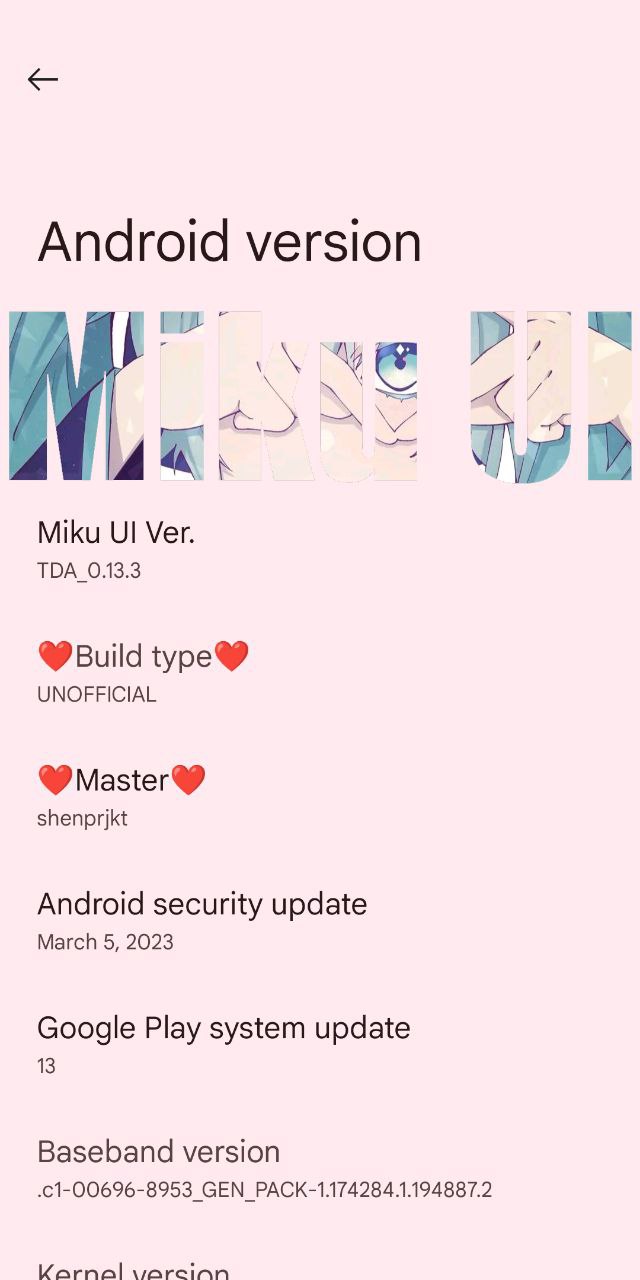 Android version
Miku UI
Miku UI Ver.
TDA_0.13.3
❤️Build type❤️
UNOFFICIAL
❤️Master❤️
shenprjkt
Android security update
March 5, 2023
Google Play system update
13
Baseband version
.c1-00696-8953_GEN_PACK-1.174284.1.194887.2
Kernel version